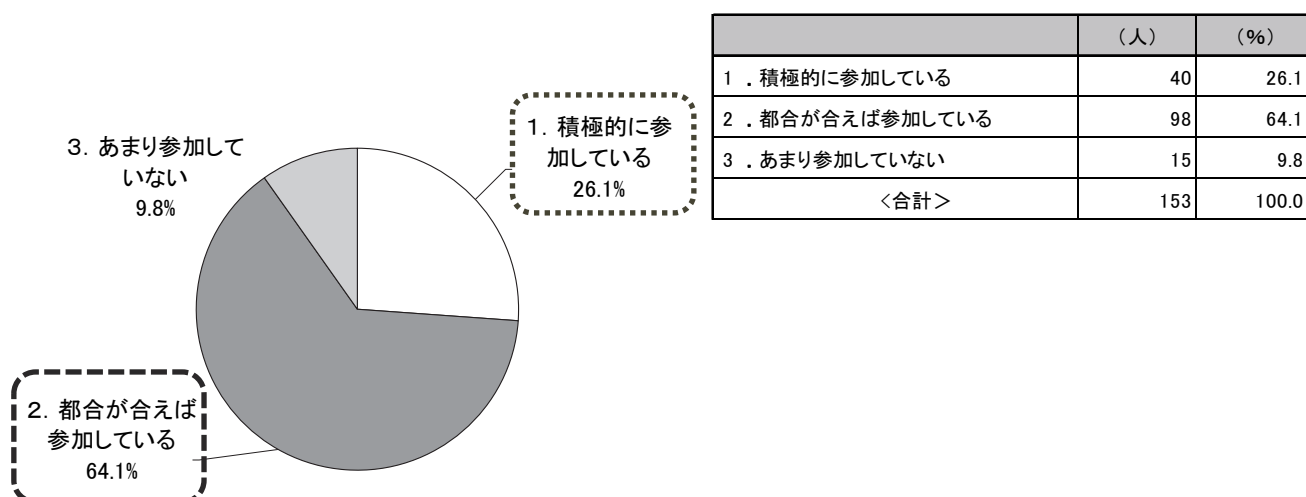 （人） （%）
1 ．積極的に参加している 40 26.1
2 ．都合が合えば参加している 98 64.1
3 ．あまり参加していない 15 9.8
＜合計＞ 153 100.0
1．積極的に参
加している
26.1%
3．あまり参加して
いない
9.8%
2．都合が合えば
参加している
64.1%